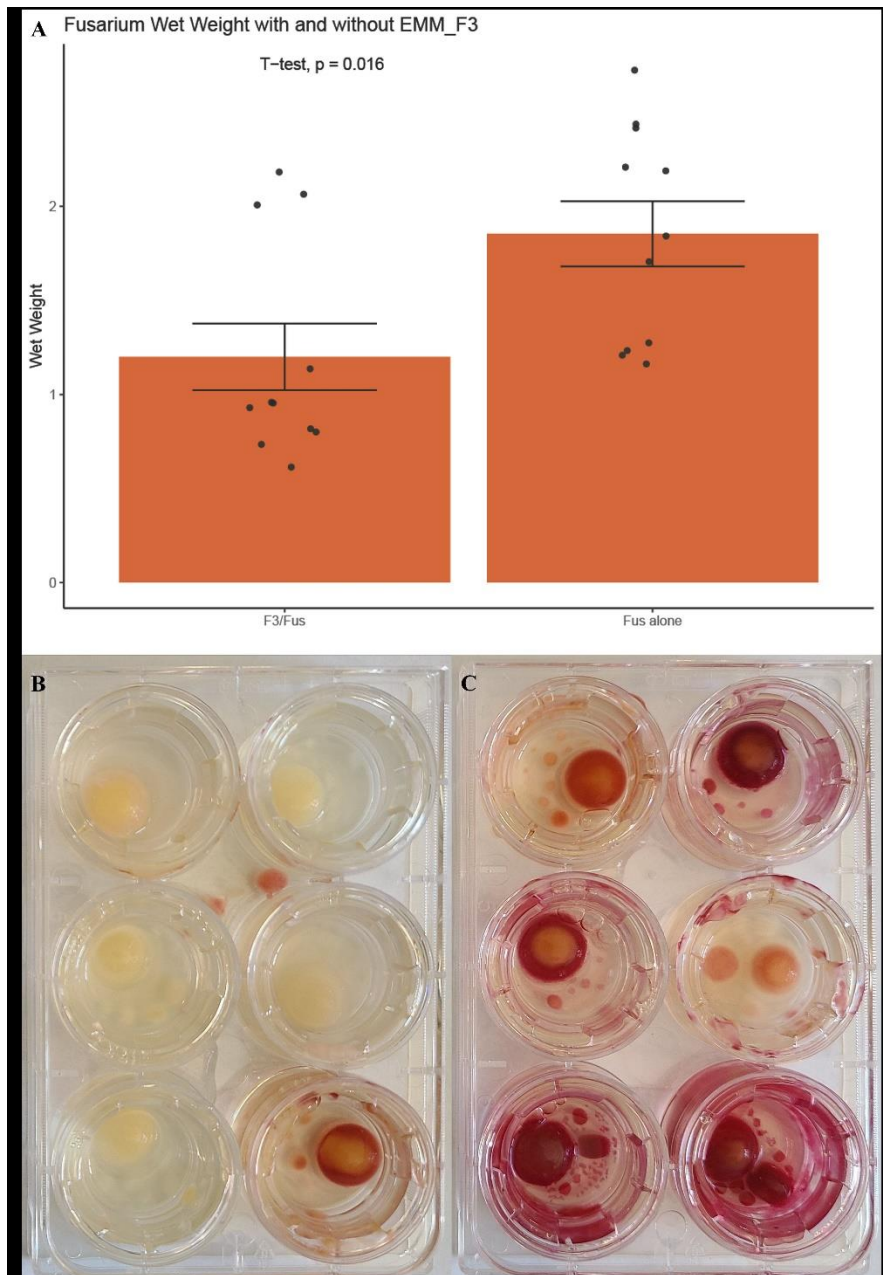 A
Fusarium Wet Weight with and without EMM_F3
T-test, p = 0.016
Wet Weight
2
1
0
F3/Fus
Fus alone
B
C